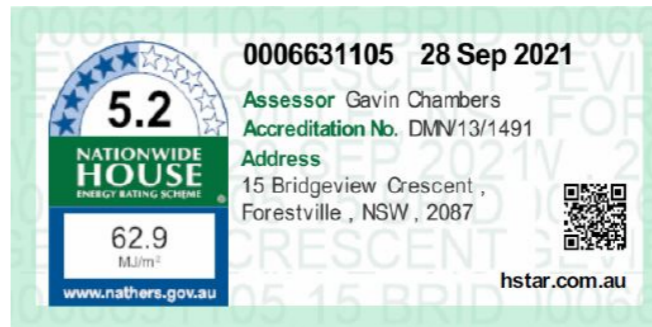 0006631105 28 Sep 2021
Assessor Gavin Chambers
Accreditation No. DMN/13/1491
Address
15 Bridgeview Crescent ,
Forestville , NSW , 2087
hstar.com.au
5.2
NATIONWIDE
HOUSE
ENERGY RATING SCHEME
62.9
MJ/m²
www.nathers.gov.au